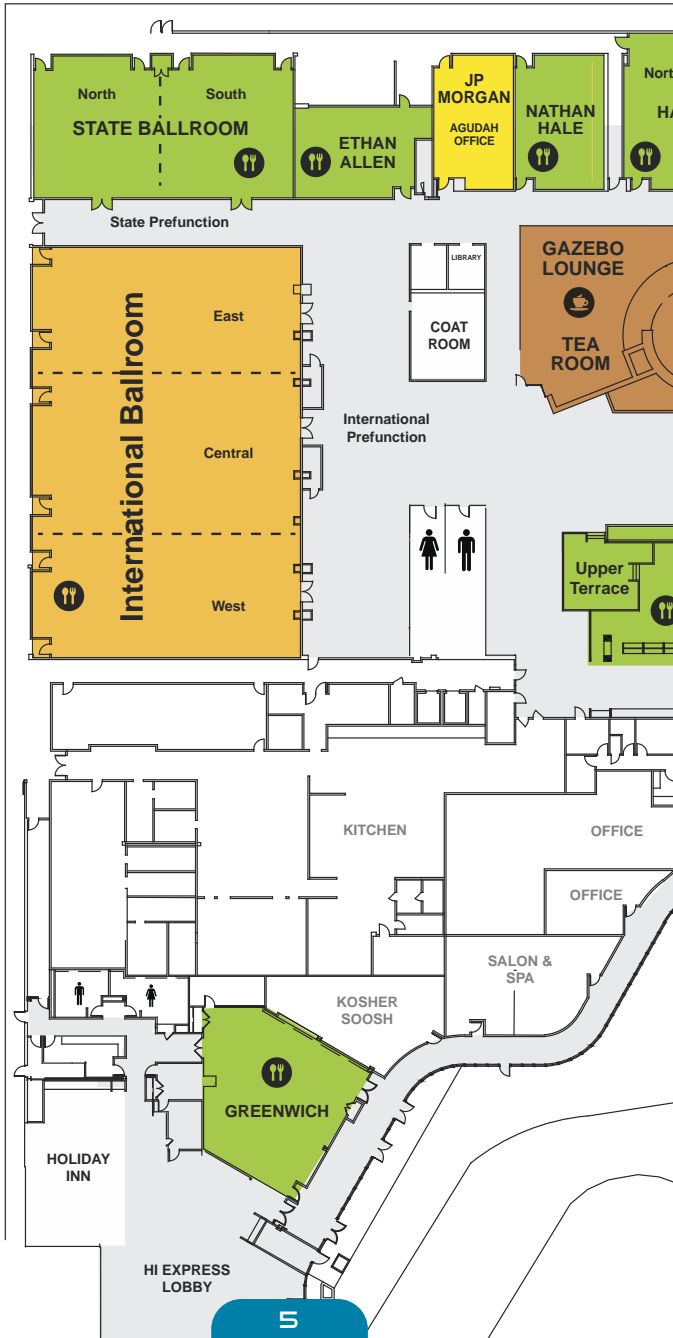 North
South
STATE BALLROOM
ETHAN
ALLEN
JP
MORGAN
AGUDAH
OFFICE
NATHAN
HALE
Nort
HA
State Prefunction
International Ballroom
East
Central
West
LIBRARY
COAT
ROOM
GAZEBO
LOUNGE
TEA
ROOM
International
Prefunction
Upper
Terrace
KITCHEN
OFFICE
OFFICE
SALON &
SPA
KOSHER
SOOSH
GREENWICH
HOLIDAY
INN
HI EXPRESS
LOBBY
5